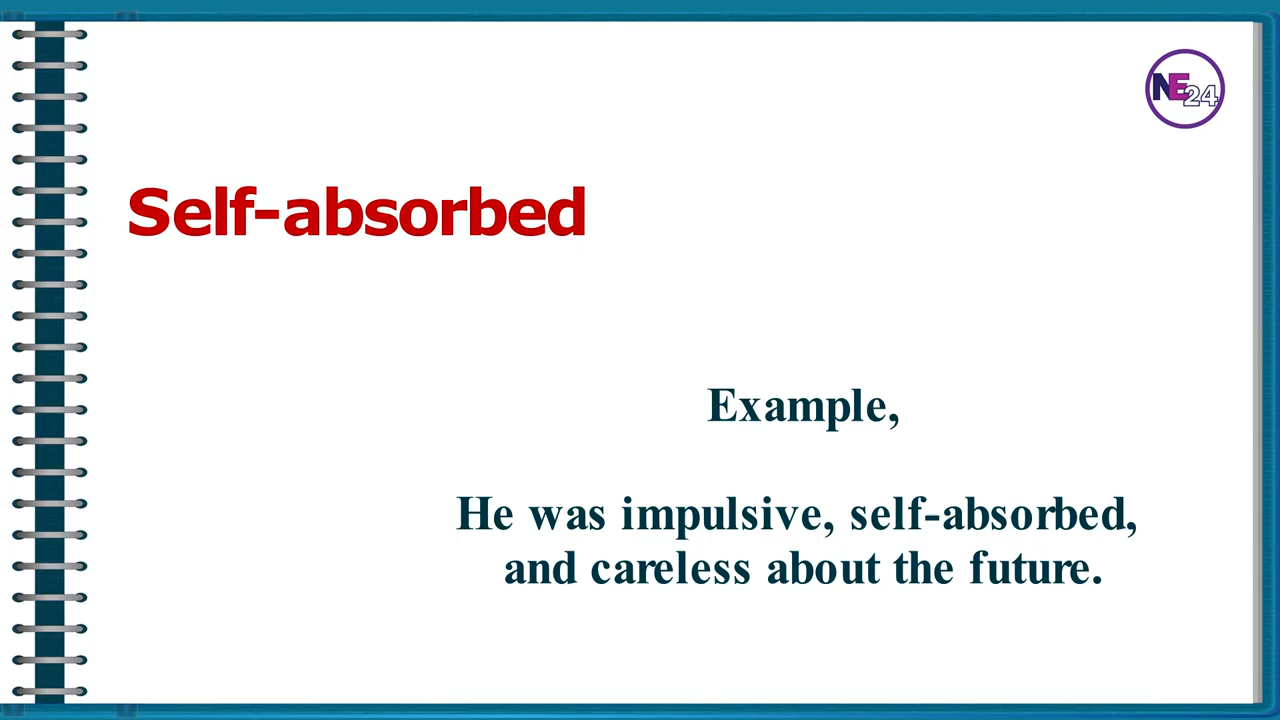 NE24
Self-absorbed
Example,
He was impulsive, self-absorbed,
and careless about the future.